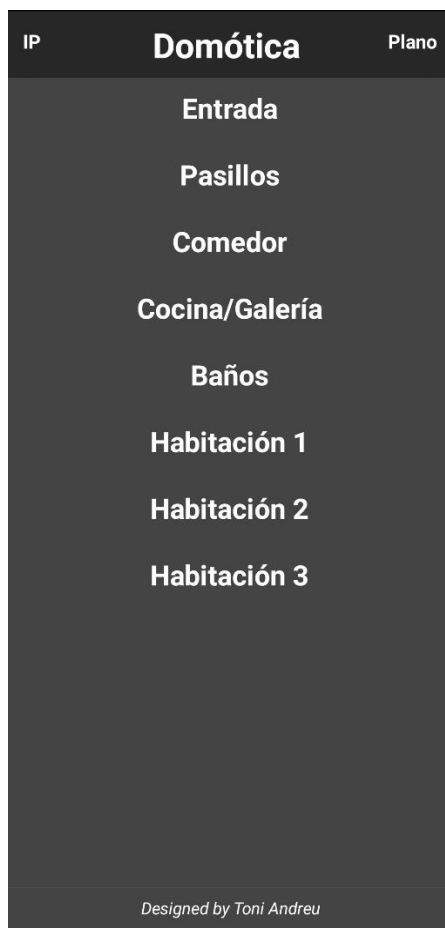 IP Domótica Plano
Entrada
Pasillos
Comedor
Cocina/Galería
Baños
Habitación 1
Habitación 2
Habitación 3
Designed by Toni Andreu